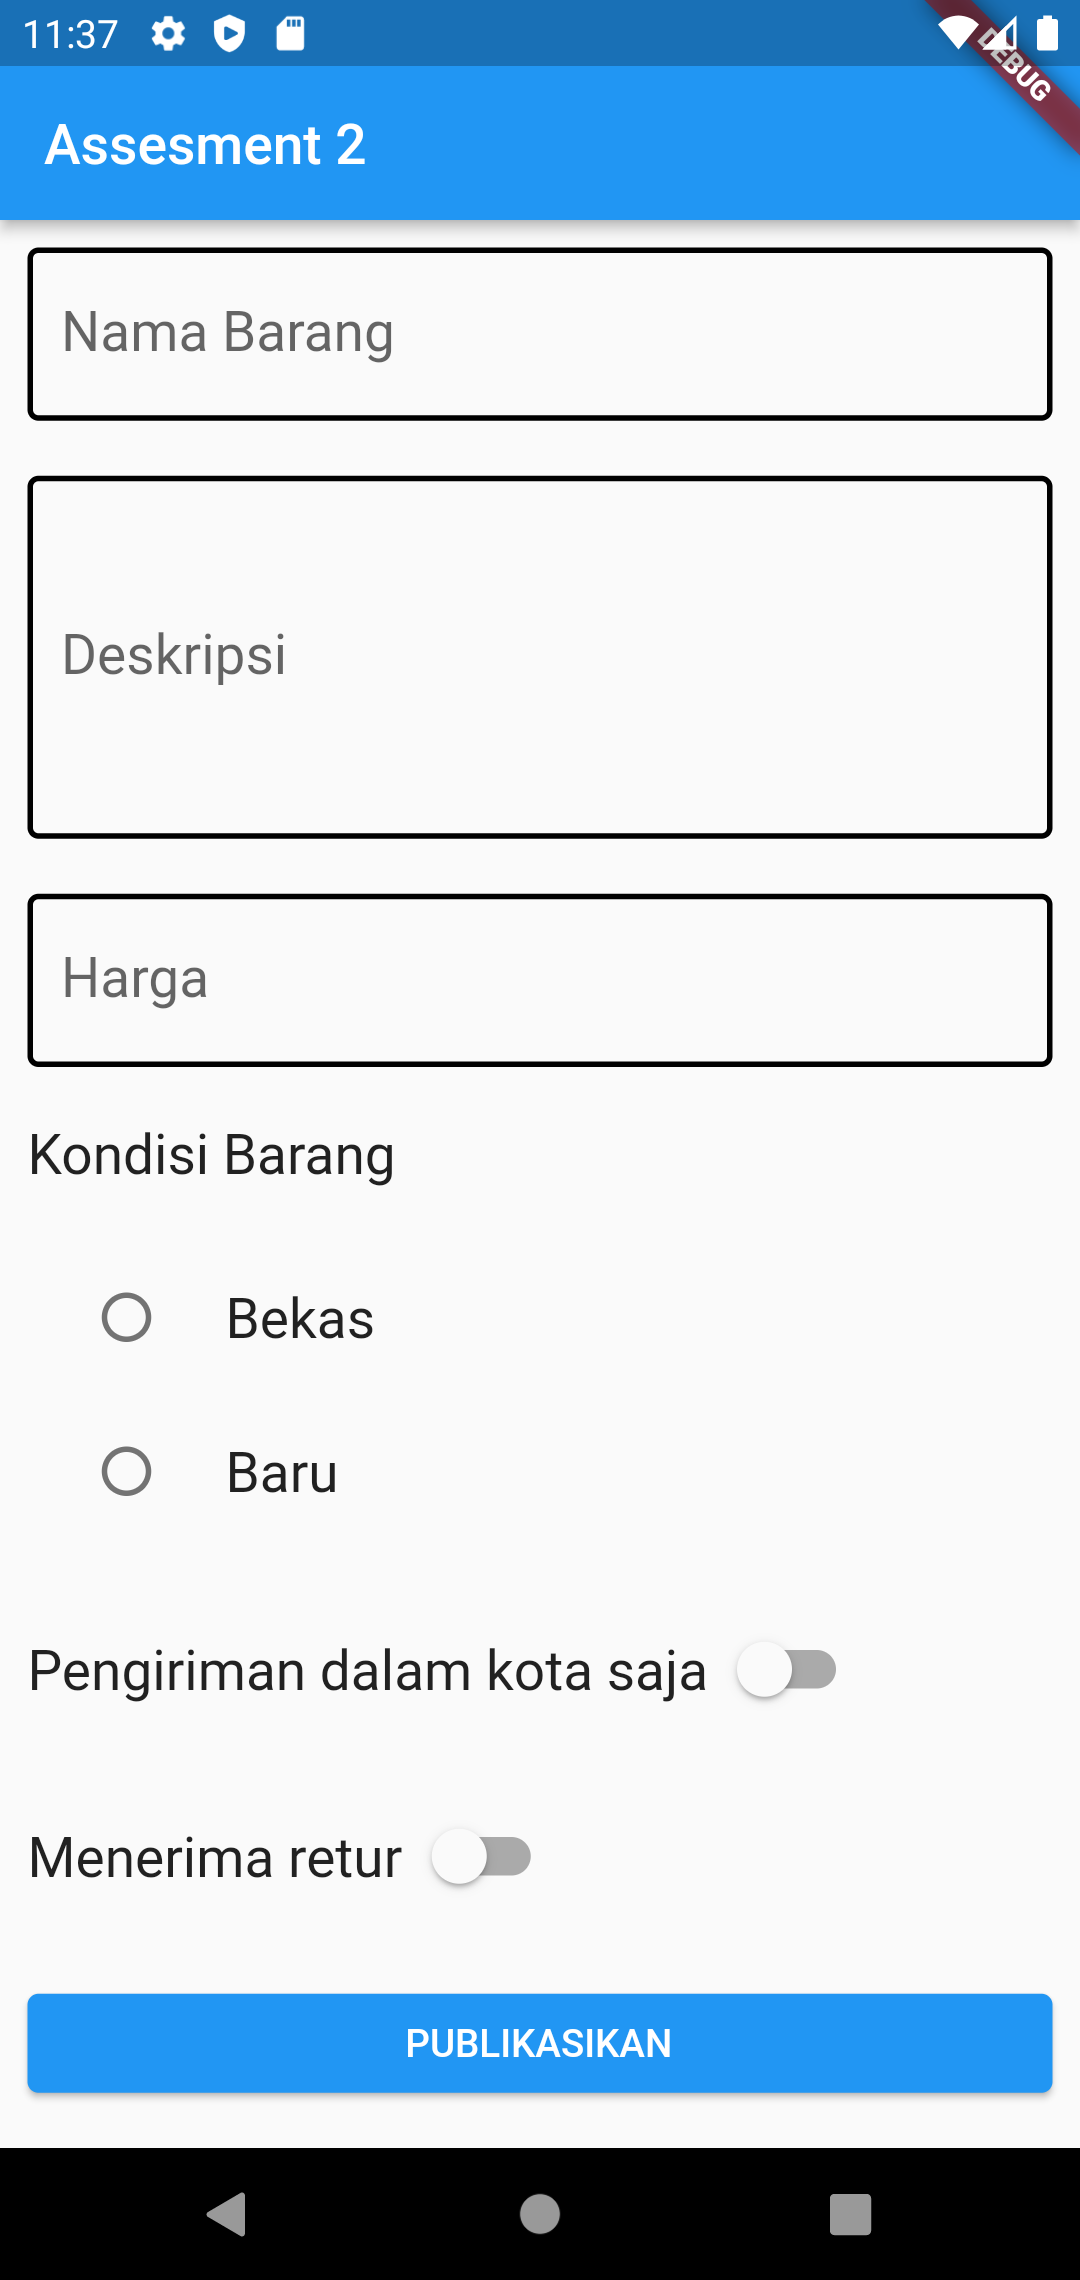 11:37
DEBUG
Assesment 2
Nama Barang
Deskripsi
Harga
Kondisi Barang
Bekas
Baru
Pengiriman dalam kota saja
Menerima retur
PUBLIKASIKAN